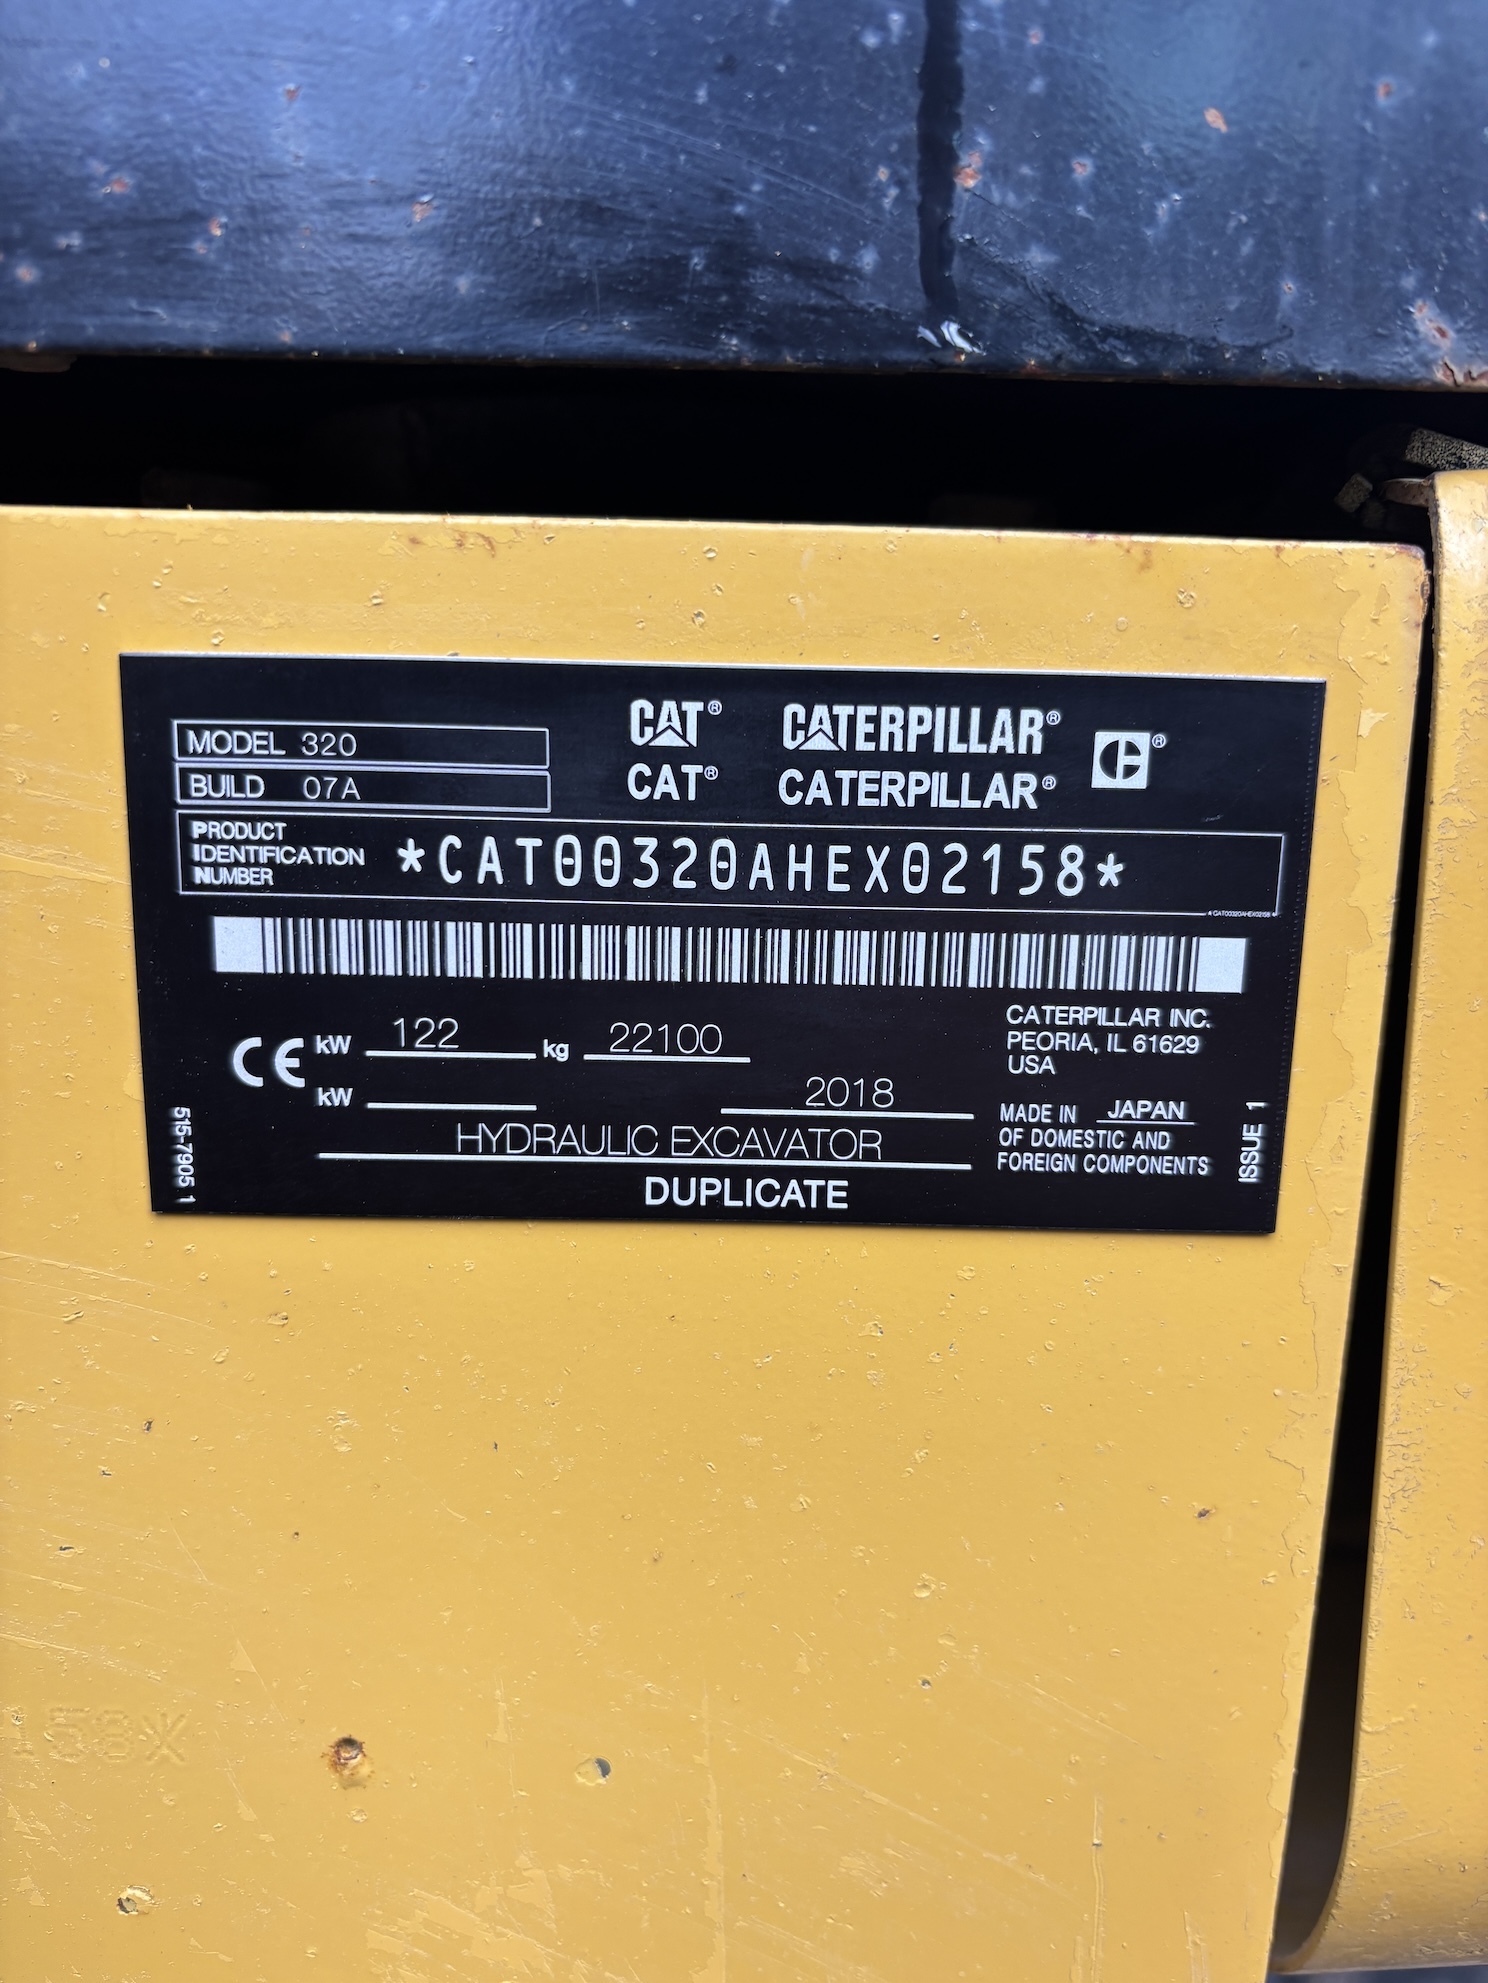 MODEL 320
BUILD 07A
CAT® CATERPILLAR® ®
CAT® CATERPILLAR®
PRODUCT
IDENTIFICATION
NUMBER
*CAT00320AHEX02158*
*CAT00320AHEX02158*
CE kW 122 kg 22100
kW
2018
HYDRAULIC EXCAVATOR
DUPLICATE
CATERPILLAR INC.
PEORIA, IL 61629
USA
MADE IN JAPAN
OF DOMESTIC AND
FOREIGN COMPONENTS
515-7905 1
ISSUE 1
158*